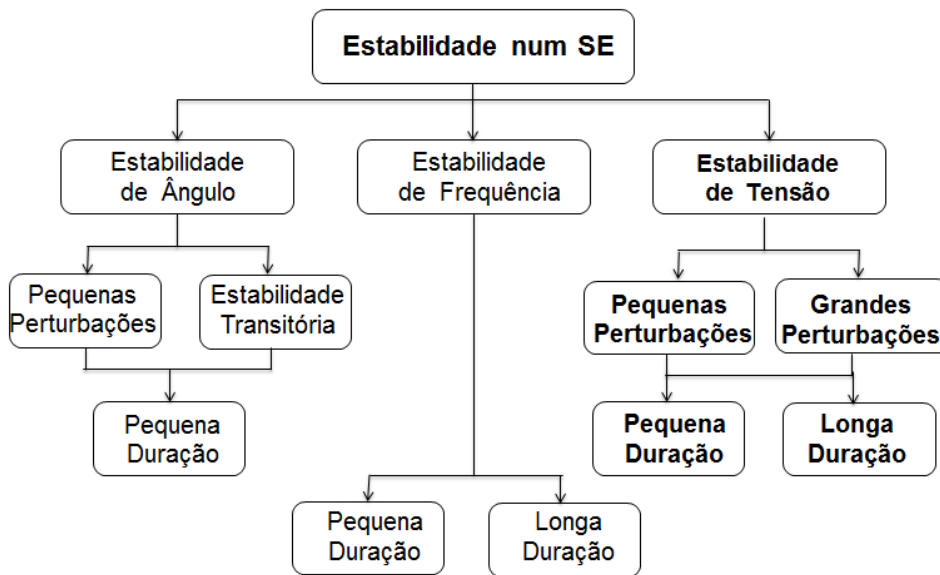 Estabilidade num SE
Estabilidade
de Ângulo
Estabilidade
de Frequência
Estabilidade
de Tensão
Pequenas
Perturbações
Estabilidade
Transitória
Pequenas
Perturbações
Grandes
Perturbações
Pequena
Duração
Pequena
Duração
Longa
Duração
Pequena
Duração
Longa
Duração